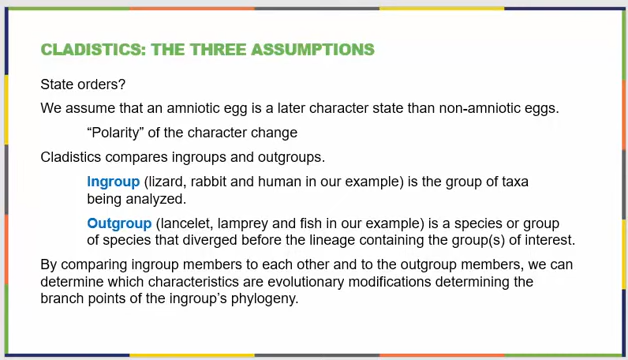 CLADISTICS: THE THREE ASSUMPTIONS
State orders?
We assume that an amniotic egg is a later character state than non-amniotic eggs.
“Polarity” of the character change
Cladistics compares ingroups and outgroups.
Ingroup (lizard, rabbit and human in our example) is the group of taxa
being analyzed.
Outgroup (lancelet, lamprey and fish in our example) is a species or group
of species that diverged before the lineage containing the group(s) of interest.
By comparing ingroup members to each other and to the outgroup members, we can
determine which characteristics are evolutionary modifications determining the
branch points of the ingroup’s phylogeny.